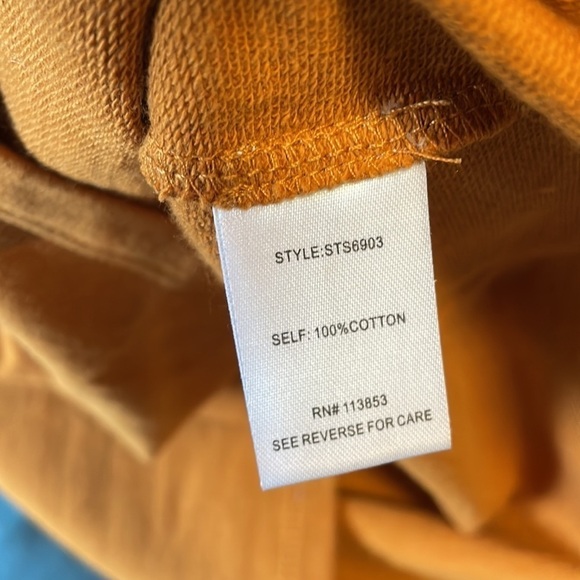 STYLE:STS6903
SELF: 100%COTTON
RN# 113853
SEE REVERSE FOR CARE